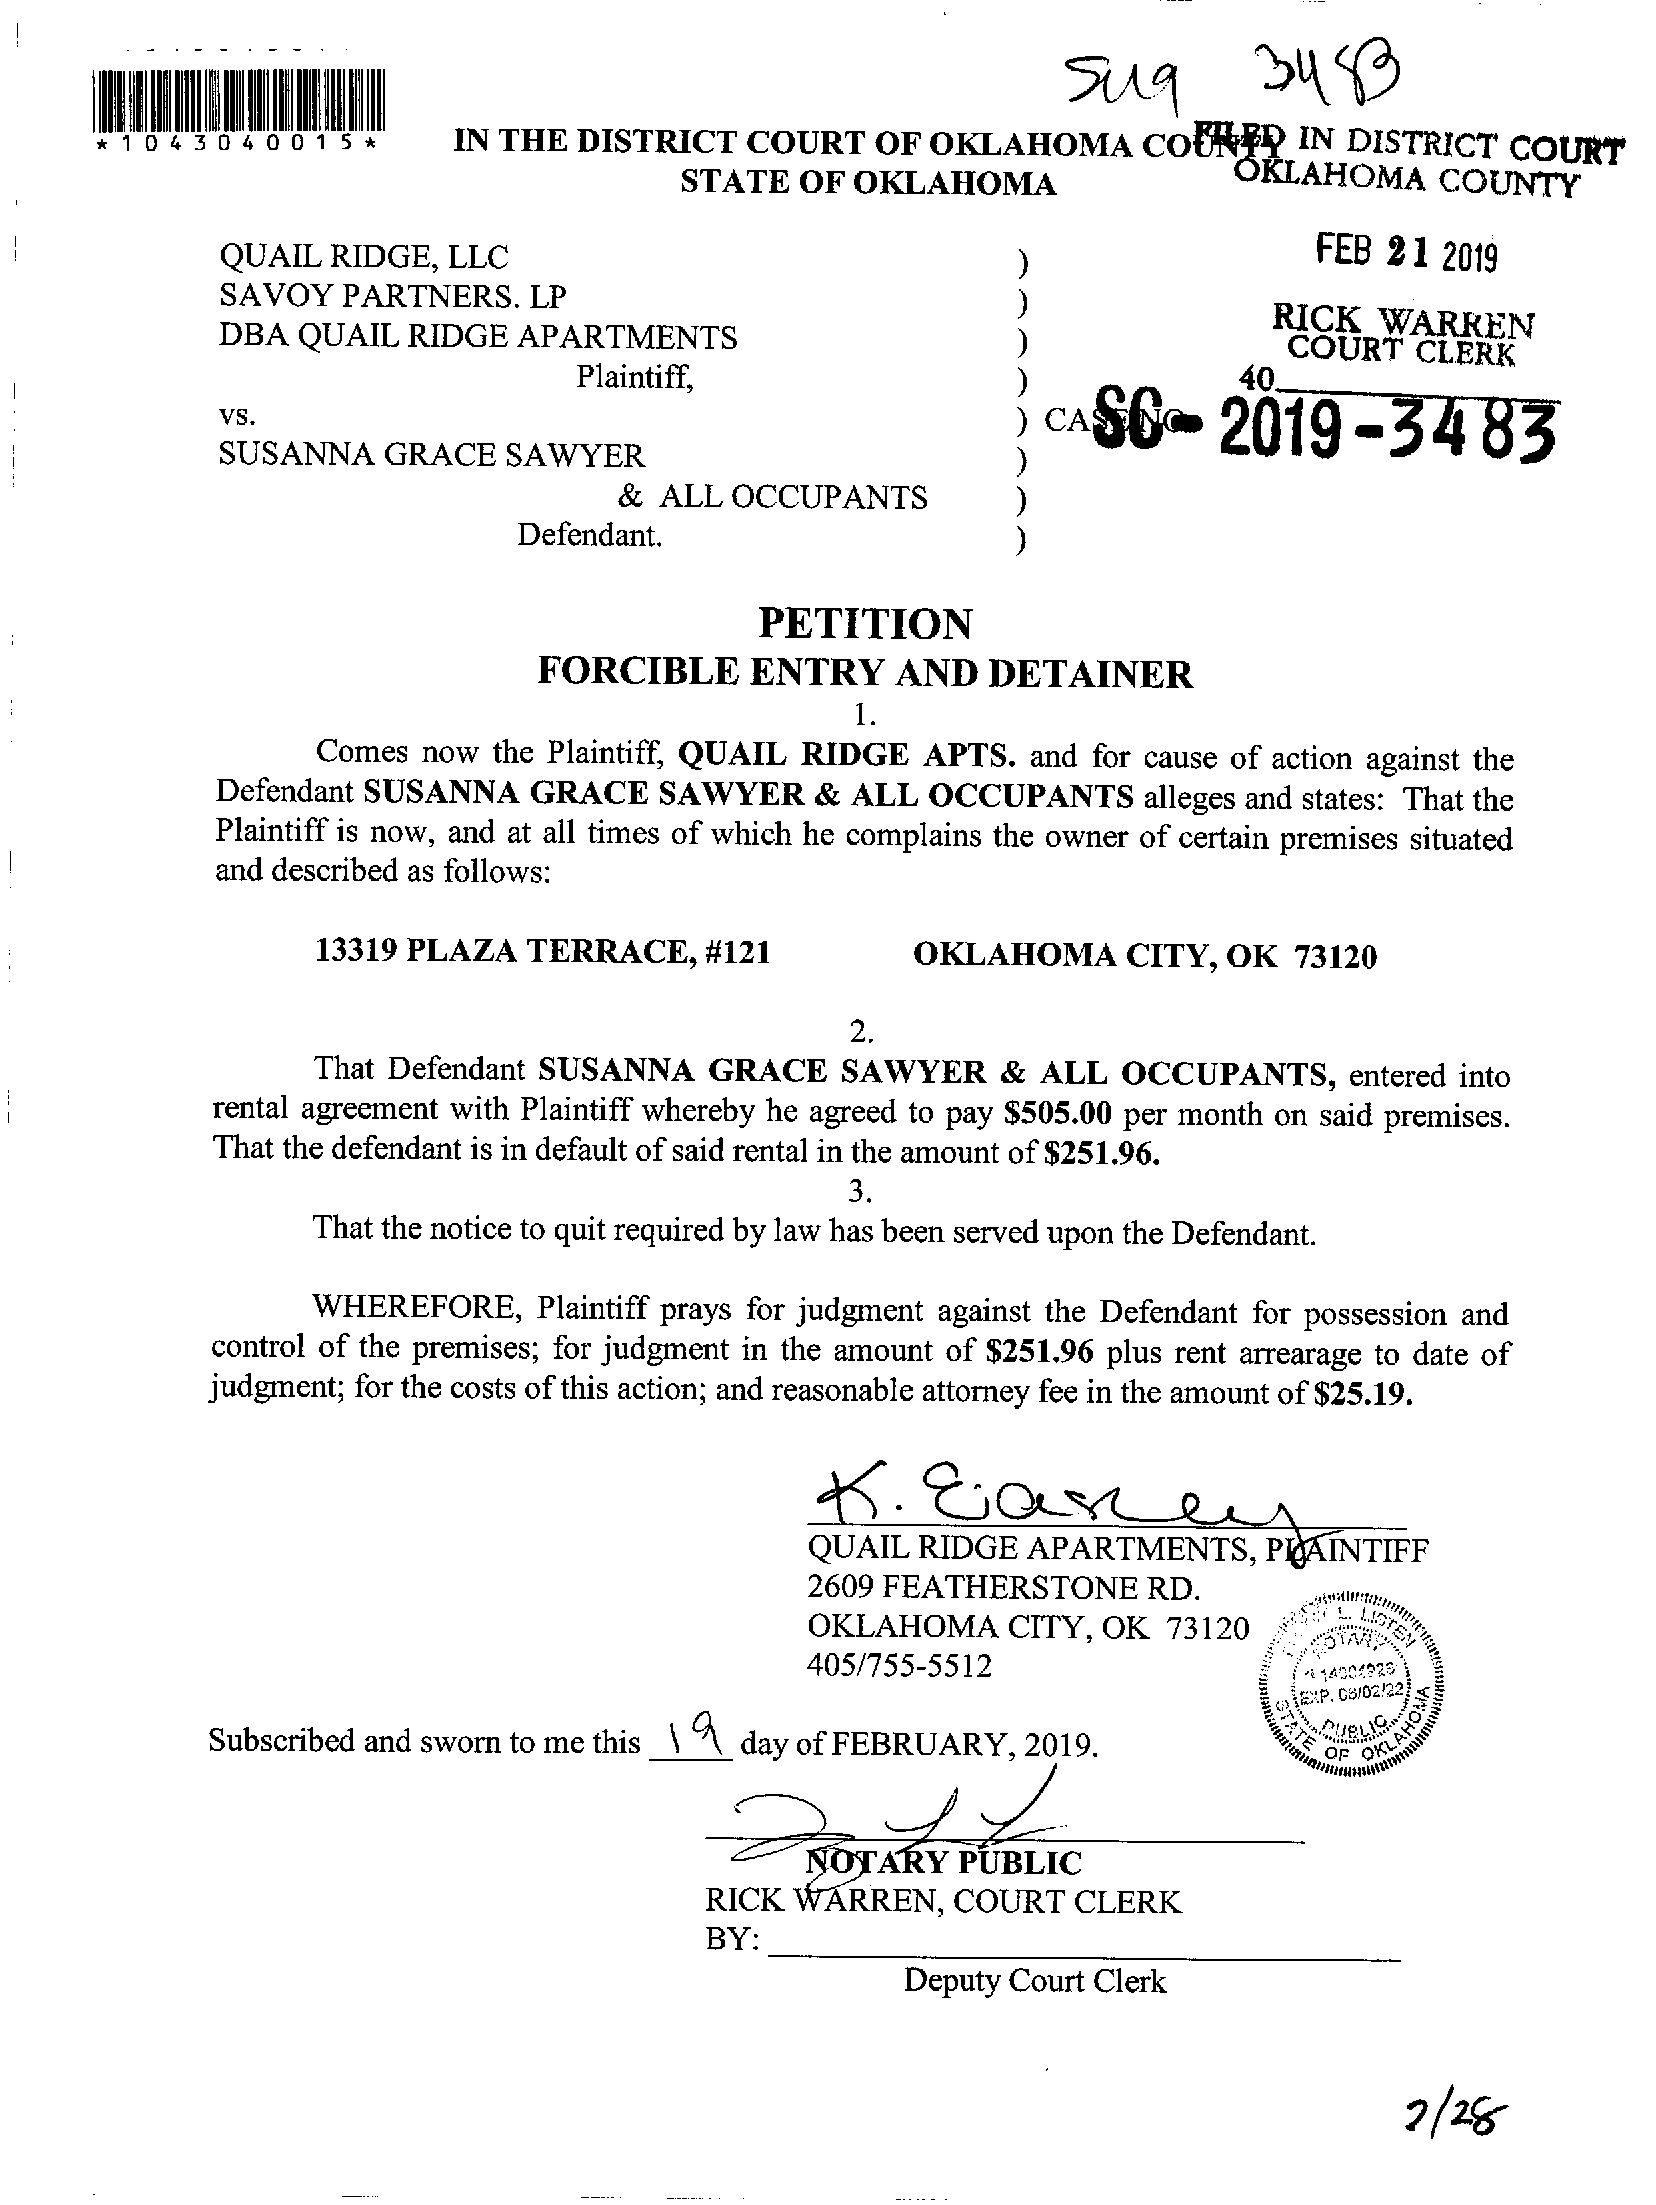 3483
*1043040015*
IN THE DISTRICT COURT OF OKLAHOMA COUNTY
STATE OF OKLAHOMA
FILED IN DISTRICT COURT
OKLAHOMA COUNTY
FEB 21 2019
RICK WARREN
COURT CLERK
40
QUAIL RIDGE, LLC )
SAVOY PARTNERS. LP )
DBA QUAIL RIDGE APARTMENTS )
Plaintiff, )
vs. ) CASE NO. SC-2019-3483
SUSANNA GRACE SAWYER )
& ALL OCCUPANTS )
Defendant. )
PETITION
FORCIBLE ENTRY AND DETAINER
1.
Comes now the Plaintiff, QUAIL RIDGE APTS. and for cause of action against the
Defendant SUSANNA GRACE SAWYER & ALL OCCUPANTS alleges and states: That the
Plaintiff is now, and at all times of which he complains the owner of certain premises situated
and described as follows:
13319 PLAZA TERRACE, #121 OKLAHOMA CITY, OK 73120
2.
That Defendant SUSANNA GRACE SAWYER & ALL OCCUPANTS, entered into
rental agreement with Plaintiff whereby he agreed to pay $505.00 per month on said premises.
That the defendant is in default of said rental in the amount of $251.96.
3.
That the notice to quit required by law has been served upon the Defendant.
WHEREFORE, Plaintiff prays for judgment against the Defendant for possession and
control of the premises; for judgment in the amount of $251.96 plus rent arrearage to date of
judgment; for the costs of this action; and reasonable attorney fee in the amount of $25.19.
K.
QUAIL RIDGE APARTMENTS, PLAINTIFF
2609 FEATHERSTONE RD.
OKLAHOMA CITY, OK 73120
405/755-5512
L. LISTEN
NOTARY
EXP. 08/02/22
PUBLIC
STATE OF OKLAHOMA
Subscribed and sworn to me this 19 day of FEBRUARY, 2019.
NOTARY PUBLIC
RICK WARREN, COURT CLERK
BY:
Deputy Court Clerk
2/28